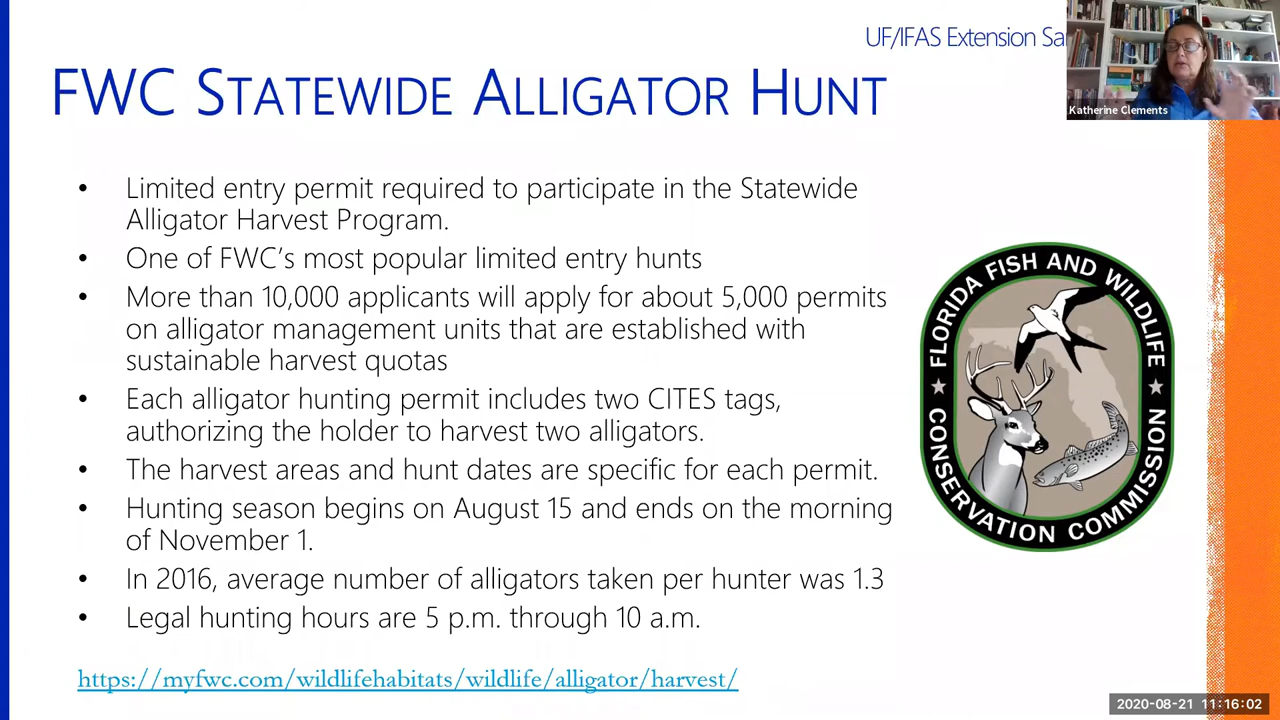 UF/IFAS Extension Sa
Katherine Clements
FWC STATEWIDE ALLIGATOR HUNT
• Limited entry permit required to participate in the Statewide
Alligator Harvest Program.
• One of FWC’s most popular limited entry hunts
• More than 10,000 applicants will apply for about 5,000 permits
on alligator management units that are established with
sustainable harvest quotas
• Each alligator hunting permit includes two CITES tags,
authorizing the holder to harvest two alligators.
• The harvest areas and hunt dates are specific for each permit.
• Hunting season begins on August 15 and ends on the morning
of November 1.
• In 2016, average number of alligators taken per hunter was 1.3
• Legal hunting hours are 5 p.m. through 10 a.m.
https://myfwc.com/wildlifehabitats/wildlife/alligator/harvest/
FLORIDA FISH AND WILDLIFE
CONSERVATION COMMISSION
2020-08-21 11:16:02